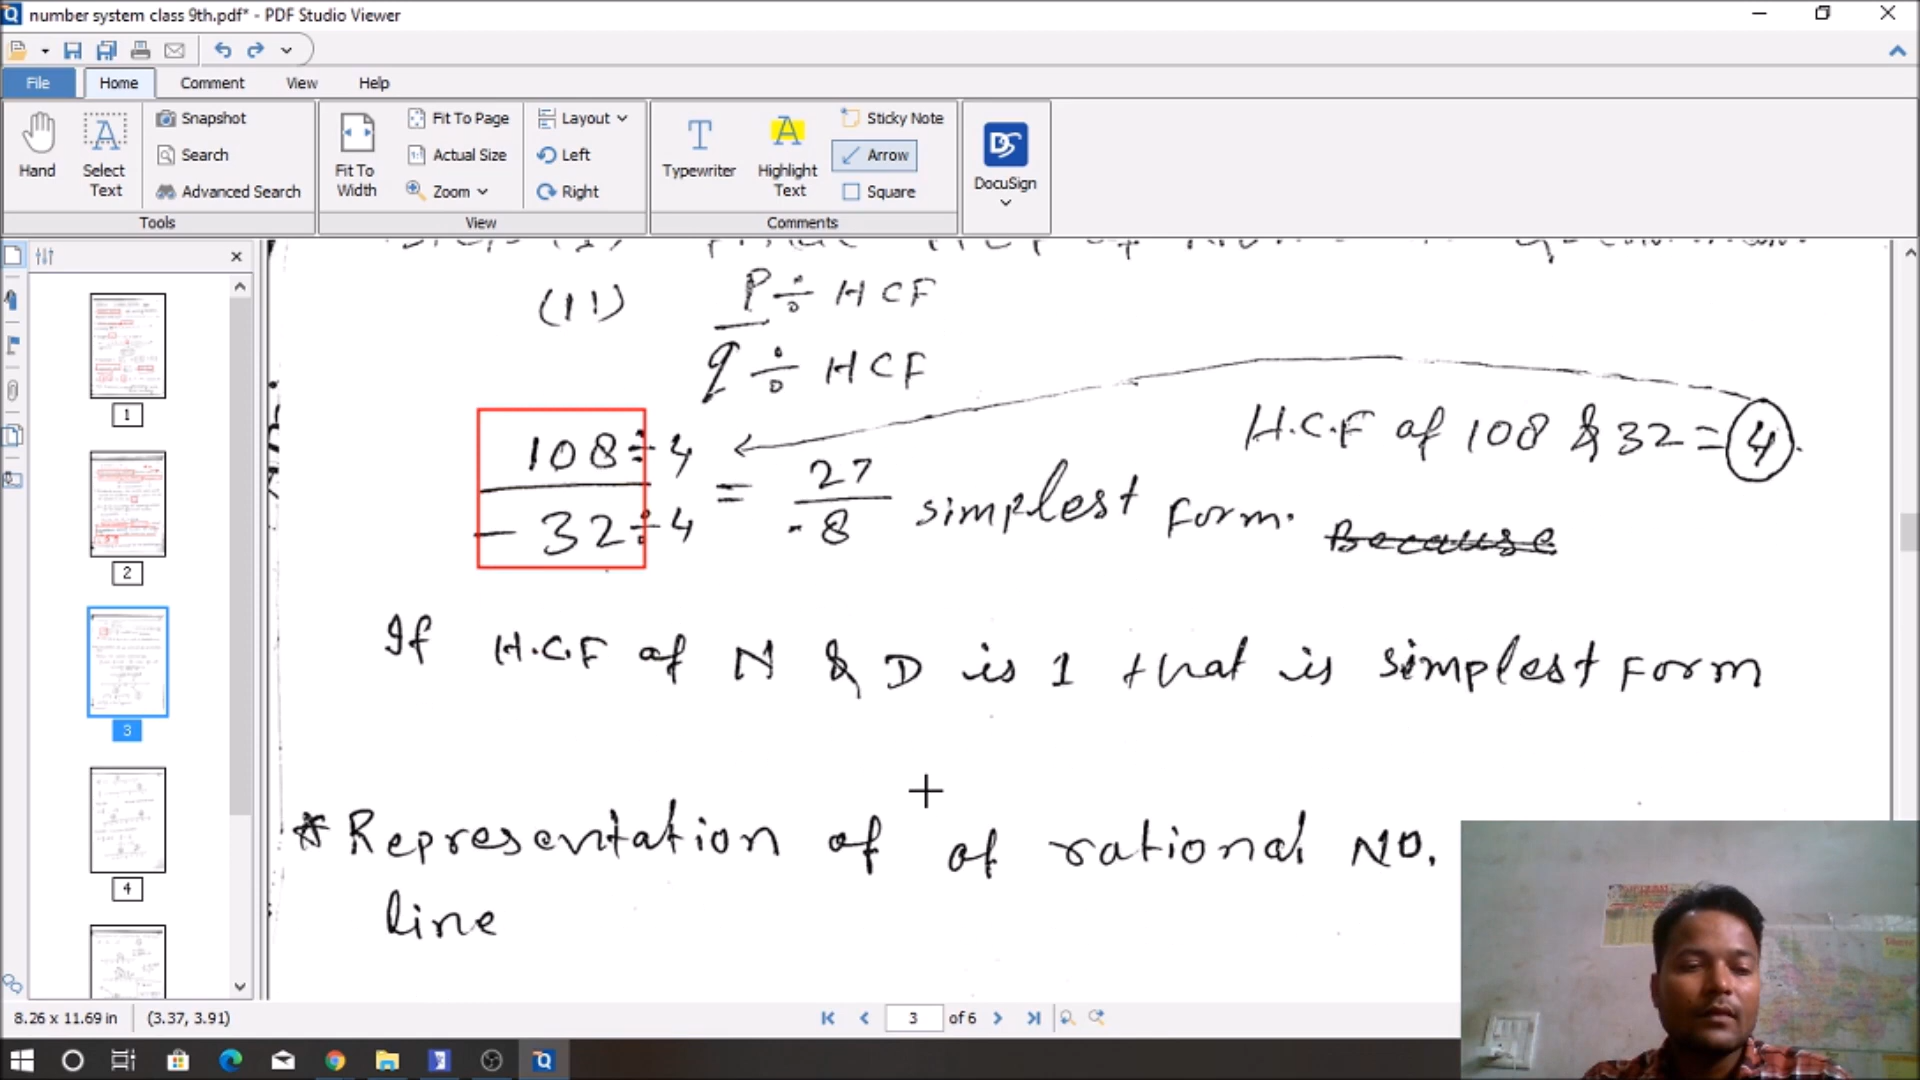 number system class 9th.pdf* - PDF Studio Viewer
File Home Comment View Help
Hand
Select Text
Snapshot
Search
Advanced Search
Tools
Fit To Width
Fit To Page
Actual Size
Zoom
Layout
Left
Right
View
Typewriter
Highlight Text
Sticky Note
Arrow
Square
Comments
DocuSign
1
2
3
4
(11) P ÷ HCF
q ÷ HCF
H.C.F of 108 & 32 = 4.
108 ÷ 4
- 32 ÷ 4
= 27
-8
simplest form. Because
If H.C.F of N & D is 1 that is simplest form
* Representation of of rational NO.
line
8.26 x 11.69 in (3.37, 3.91) 3 of 6